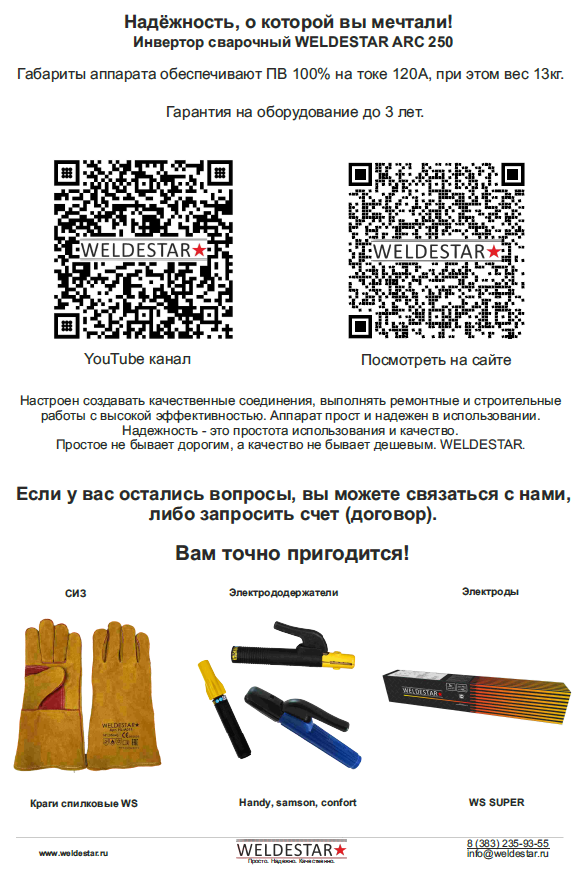 Надёжность, о которой вы мечтали!
Инвертор сварочный WELDESTAR ARC 250
Габариты аппарата обеспечивают ПВ 100% на токе 120А, при этом вес 13кг.
Гарантия на оборудование до 3 лет.
WELDESTAR
WELDESTAR
YouTube канал
Посмотреть на сайте
Настроен создавать качественные соединения, выполнять ремонтные и строительные
работы с высокой эффективностью. Аппарат прост и надежен в использовании.
Надежность - это простота использования и качество.
Простое не бывает дорогим, а качество не бывает дешевым. WELDESTAR.
Если у вас остались вопросы, вы можете связаться с нами,
либо запросить счет (договор).
Вам точно пригодится!
СИЗ
Электрододержатели
Электроды
WELDESTAR
WELDESTAR
Краги спилковые WS
Handy, samson, confort
WS SUPER
www.weldestar.ru
WELDESTAR
Просто. Надежно. Качественно.
8 (383) 235-93-55
info@weldestar.ru